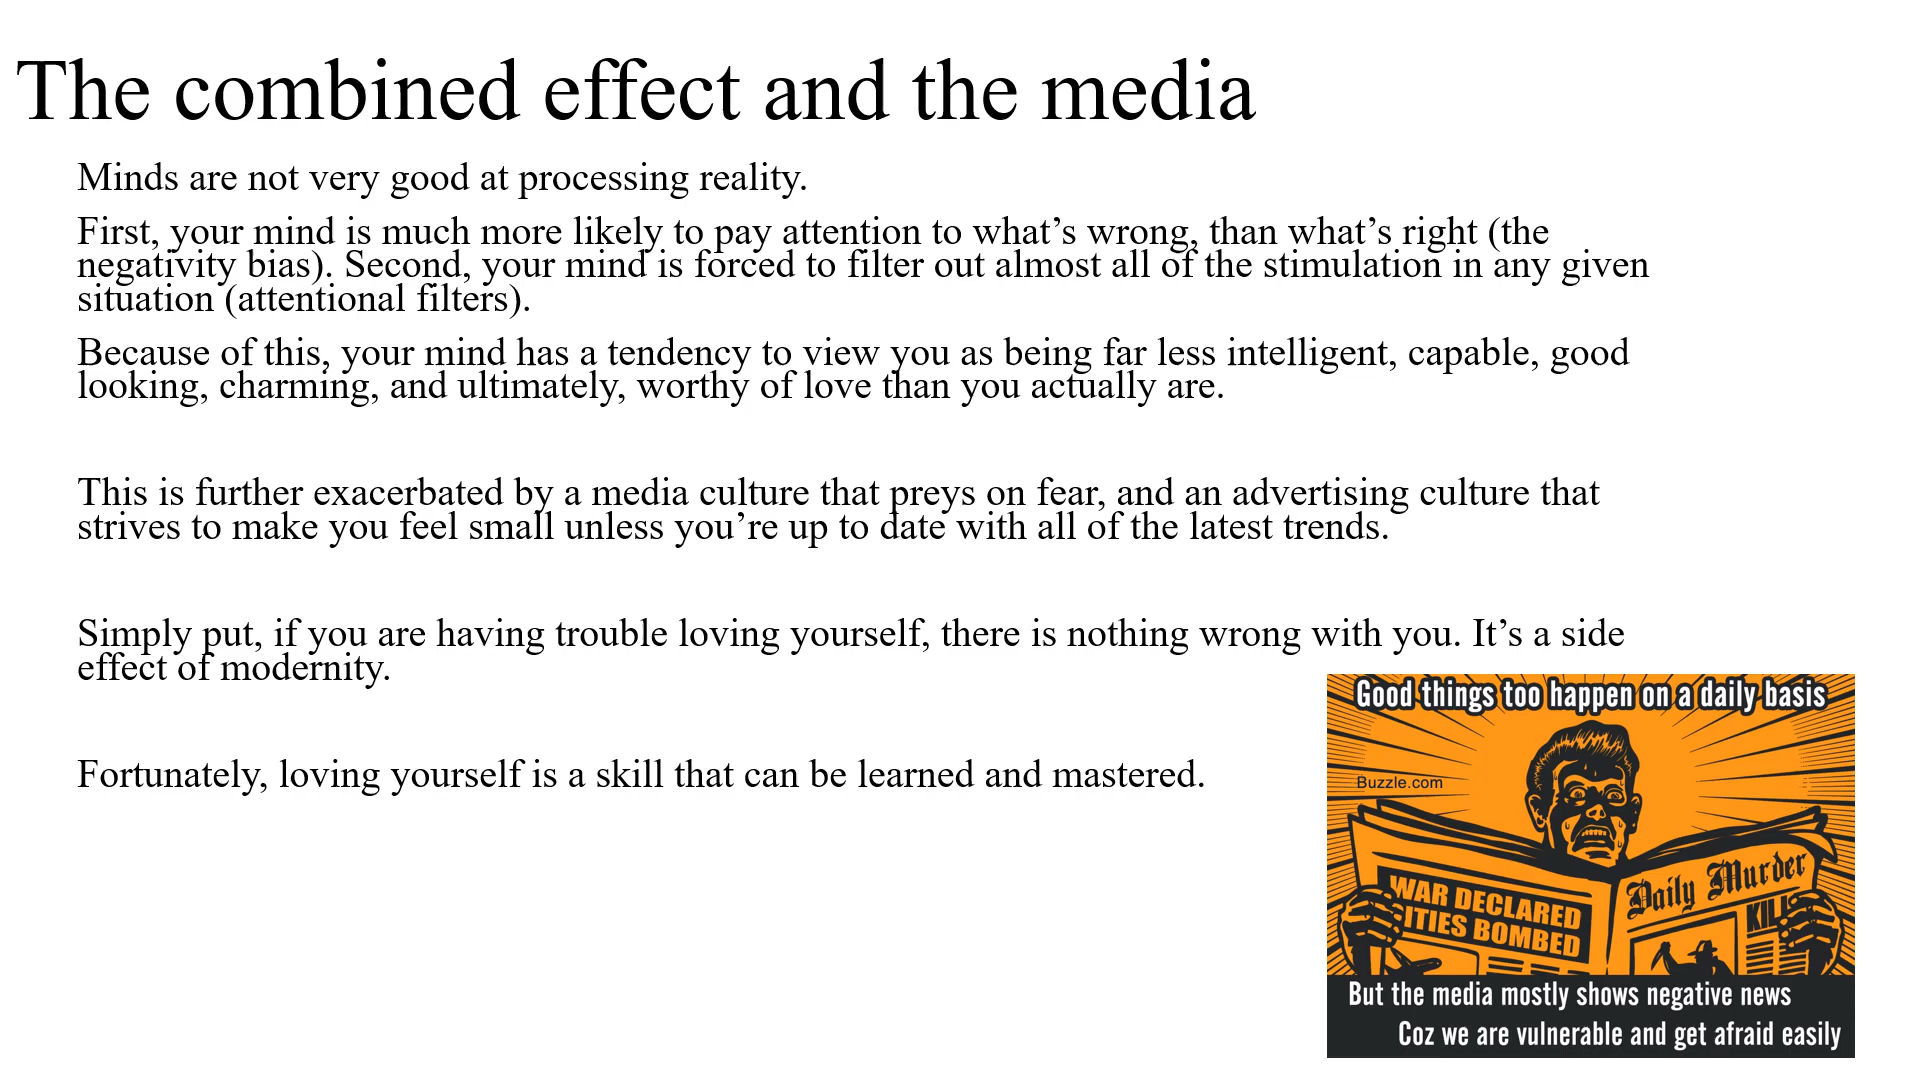 The combined effect and the media
Minds are not very good at processing reality.
First, your mind is much more likely to pay attention to what’s wrong, than what’s right (the
negativity bias). Second, your mind is forced to filter out almost all of the stimulation in any given
situation (attentional filters).
Because of this, your mind has a tendency to view you as being far less intelligent, capable, good
looking, charming, and ultimately, worthy of love than you actually are.
This is further exacerbated by a media culture that preys on fear, and an advertising culture that
strives to make you feel small unless you’re up to date with all of the latest trends.
Simply put, if you are having trouble loving yourself, there is nothing wrong with you. It’s a side
effect of modernity.
Fortunately, loving yourself is a skill that can be learned and mastered.
Good things too happen on a daily basis
Buzzle.com
WAR DECLARED
ITIES BOMBED
Daily Murder
KILL
But the media mostly shows negative news
Coz we are vulnerable and get afraid easily